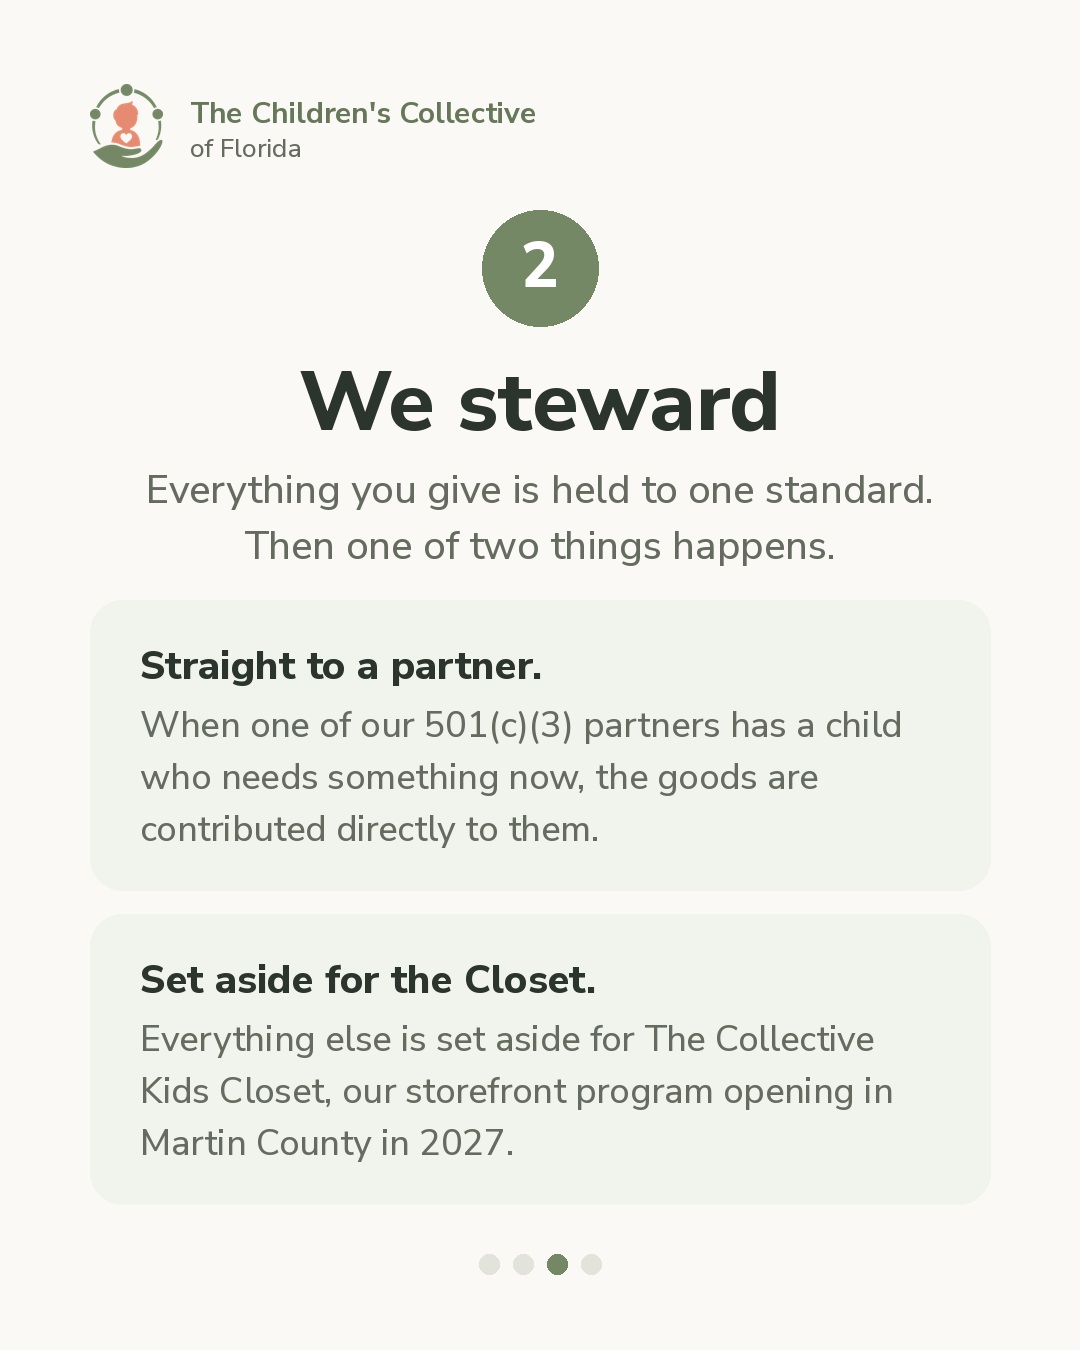 The Children's Collective
of Florida
2
We steward
Everything you give is held to one standard.
Then one of two things happens.
Straight to a partner.
When one of our 501(c)(3) partners has a child
who needs something now, the goods are
contributed directly to them.
Set aside for the Closet.
Everything else is set aside for The Collective
Kids Closet, our storefront program opening in
Martin County in 2027.